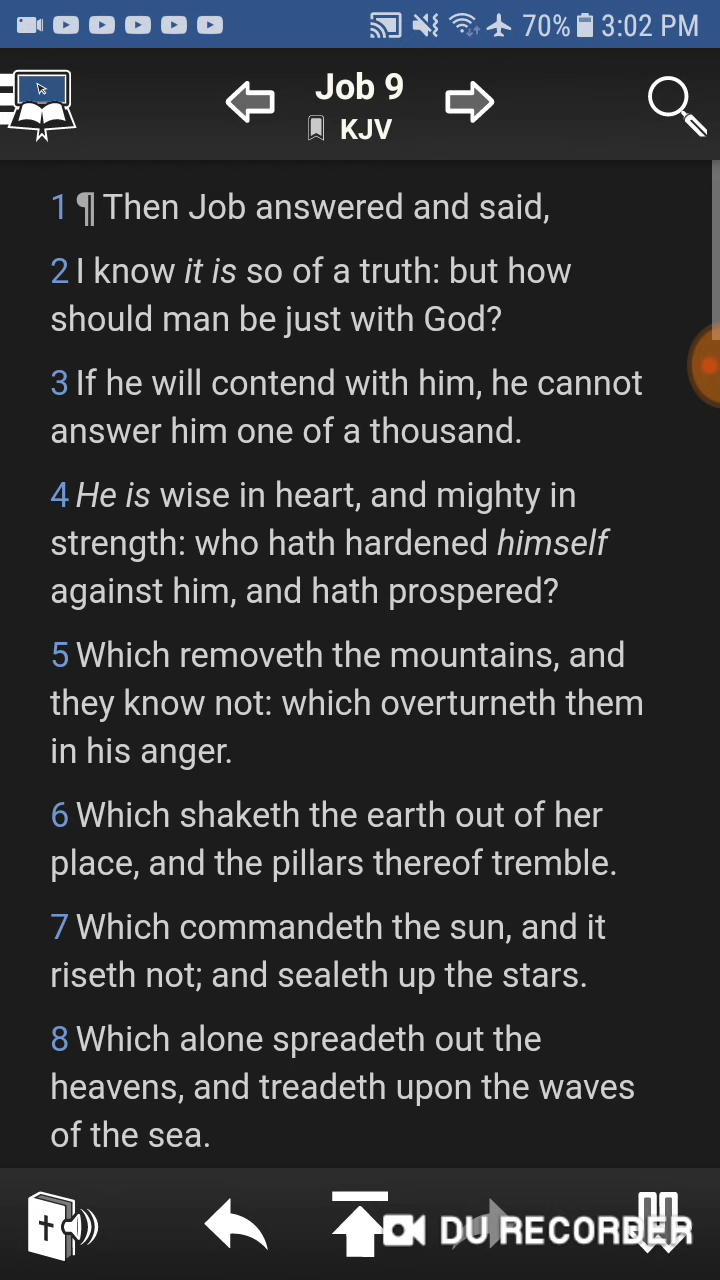 70% 3:02 PM
Job 9
KJV
1 ¶ Then Job answered and said,
2 I know it is so of a truth: but how
should man be just with God?
3 If he will contend with him, he cannot
answer him one of a thousand.
4 He is wise in heart, and mighty in
strength: who hath hardened himself
against him, and hath prospered?
5 Which removeth the mountains, and
they know not: which overturneth them
in his anger.
6 Which shaketh the earth out of her
place, and the pillars thereof tremble.
7 Which commandeth the sun, and it
riseth not; and sealeth up the stars.
8 Which alone spreadeth out the
heavens, and treadeth upon the waves
of the sea.
DU RECORDER